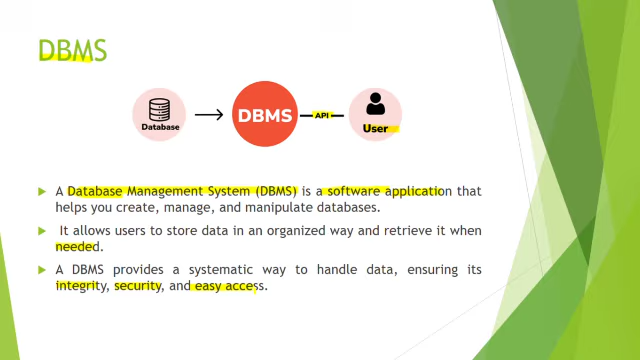 DBMS
Database
DBMS
API
User
A Database Management System (DBMS) is a software application that
helps you create, manage, and manipulate databases.
It allows users to store data in an organized way and retrieve it when
needed.
A DBMS provides a systematic way to handle data, ensuring its
integrity, security, and easy access.